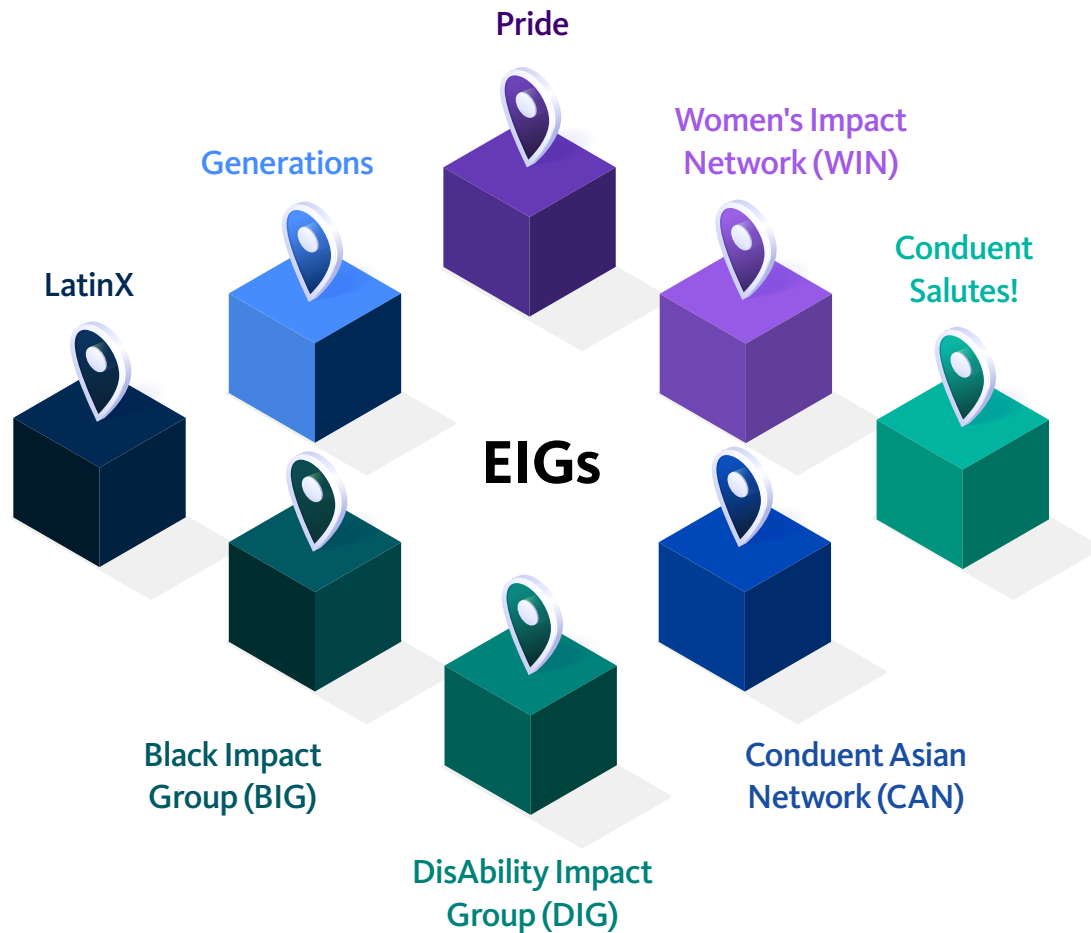 Pride
Women's Impact
Network (WIN)
Generations
Conduent
Salutes!
LatinX
EIGs
Black Impact
Group (BIG)
Conduent Asian
Network (CAN)
DisAbility Impact
Group (DIG)